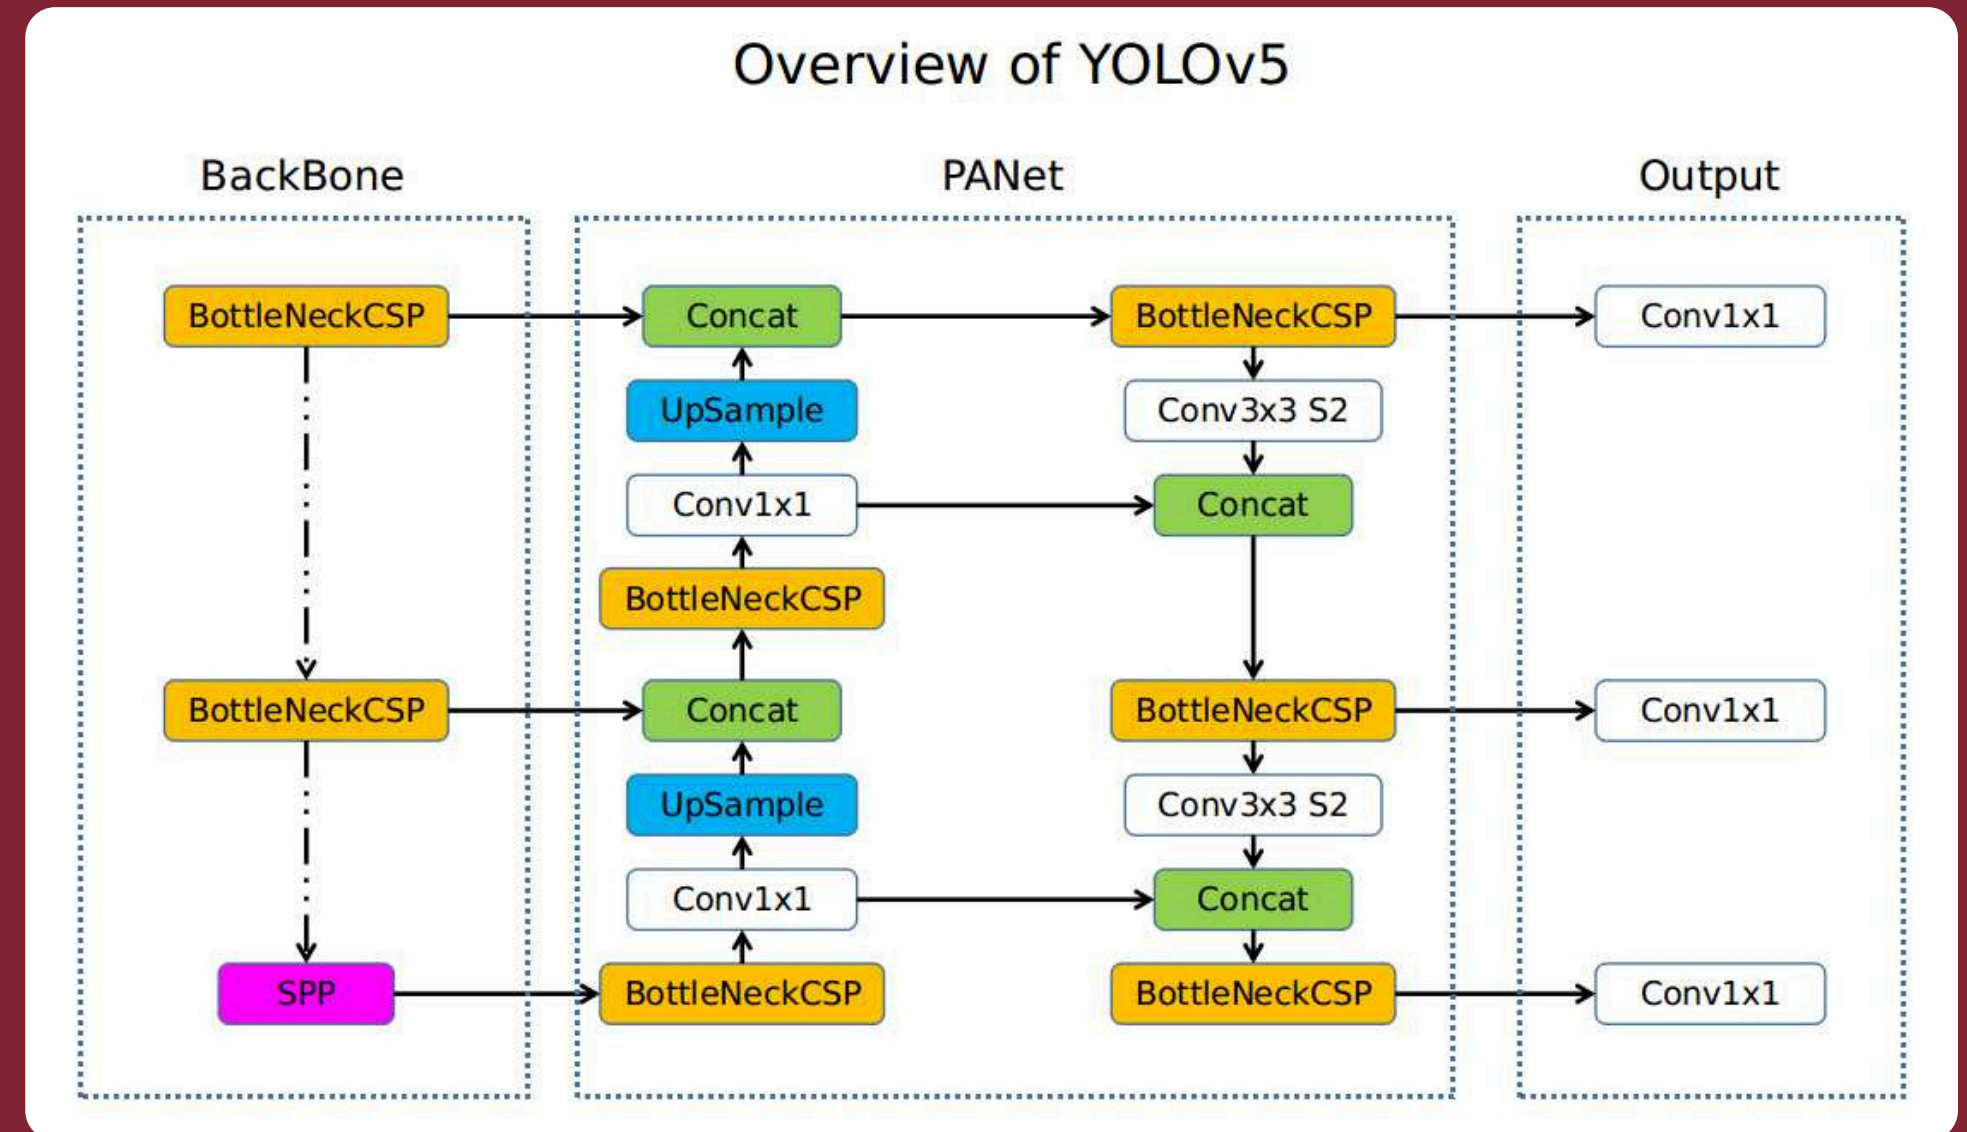 Overview of YOLOv5
BackBone
PANet
Output
BottleNeckCSP
Concat
BottleNeckCSP
Conv1x1
UpSample
Conv3x3 S2
Conv1x1
Concat
BottleNeckCSP
BottleNeckCSP
Concat
BottleNeckCSP
Conv1x1
UpSample
Conv3x3 S2
Conv1x1
Concat
SPP
BottleNeckCSP
BottleNeckCSP
Conv1x1